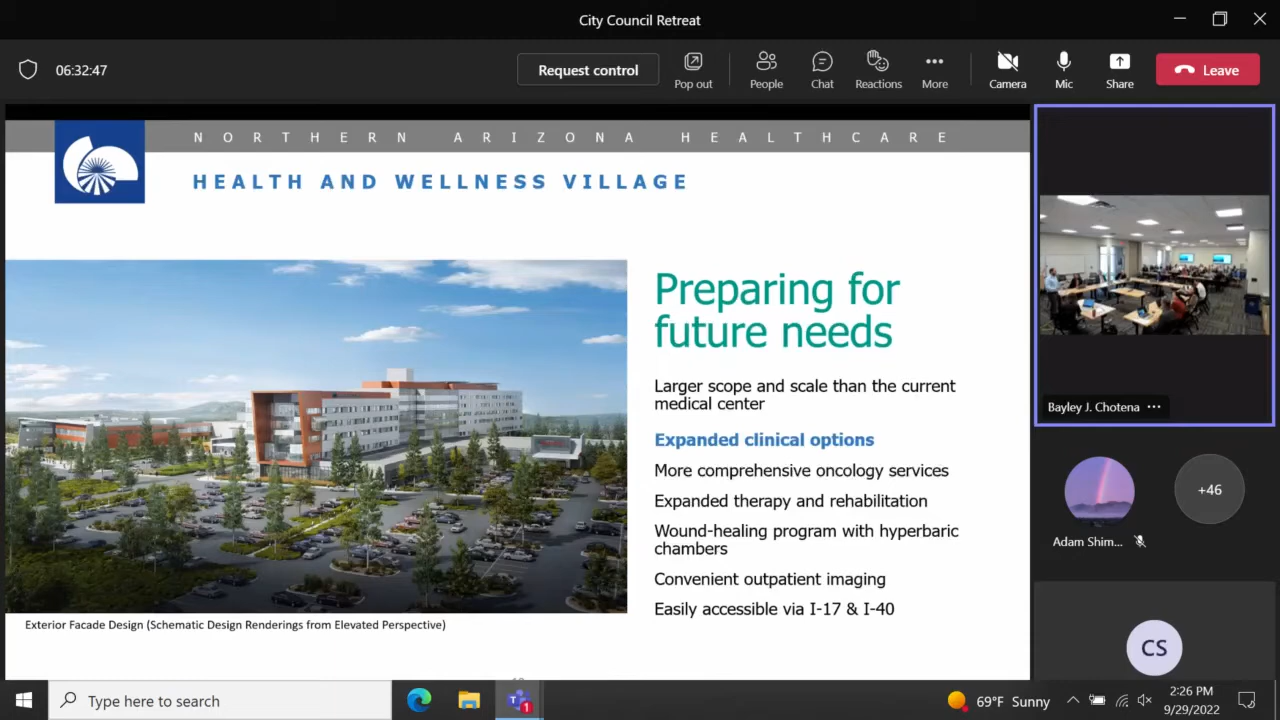 City Council Retreat
06:32:47
Request control
Pop out
People
Chat
Reactions
More
Camera
Mic
Share
Leave
NORTHERN ARIZONA HEALTHCARE
HEALTH AND WELLNESS VILLAGE
Preparing for
future needs
Larger scope and scale than the current
medical center
Expanded clinical options
More comprehensive oncology services
Expanded therapy and rehabilitation
Wound-healing program with hyperbaric
chambers
Convenient outpatient imaging
Easily accessible via I-17 & I-40
Exterior Facade Design (Schematic Design Renderings from Elevated Perspective)
Bayley J. Chotena
+46
Adam Shim...
CS
Type here to search
1
69°F Sunny
2:26 PM
9/29/2022